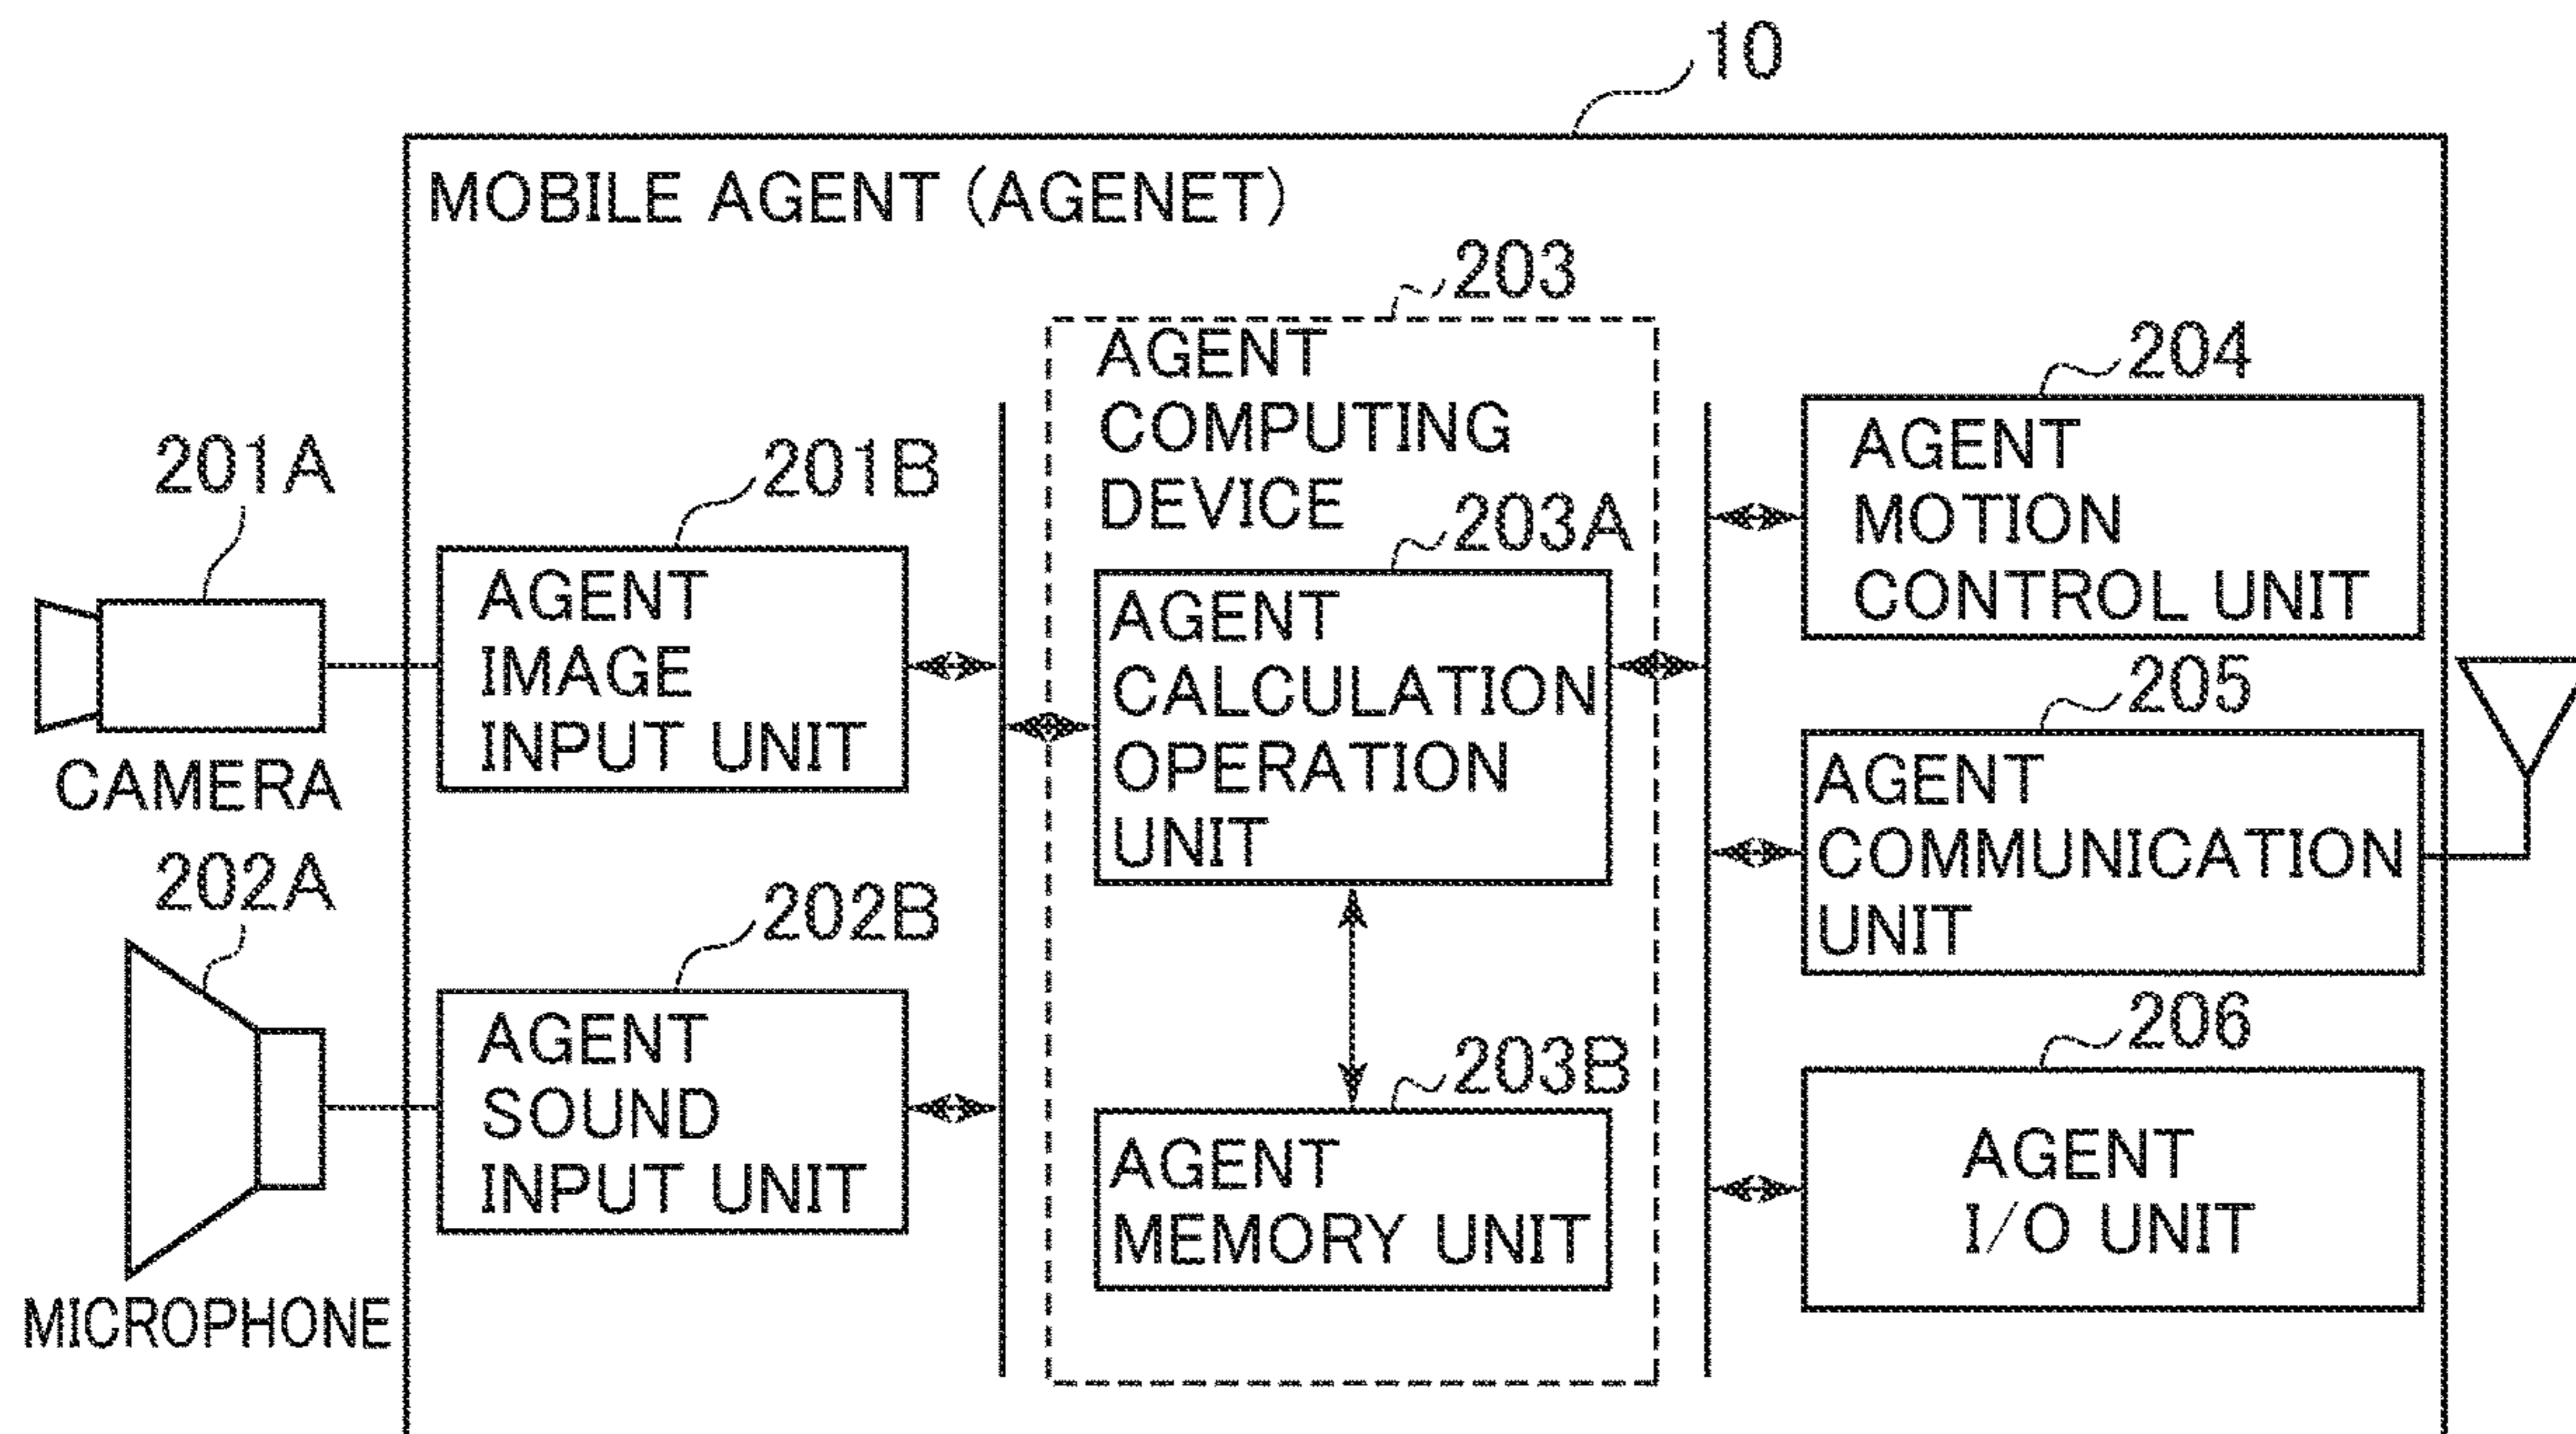 10
MOBILE AGENT (AGENET)
201A
CAMERA
202A
MICROPHONE
201B
AGENT
IMAGE
INPUT UNIT
202B
AGENT
SOUND
INPUT UNIT
203
AGENT
COMPUTING
DEVICE
203A
AGENT
CALCULATION
OPERATION
UNIT
203B
AGENT
MEMORY UNIT
204
AGENT
MOTION
CONTROL UNIT
205
AGENT
COMMUNICATION
UNIT
206
AGENT
I/O UNIT